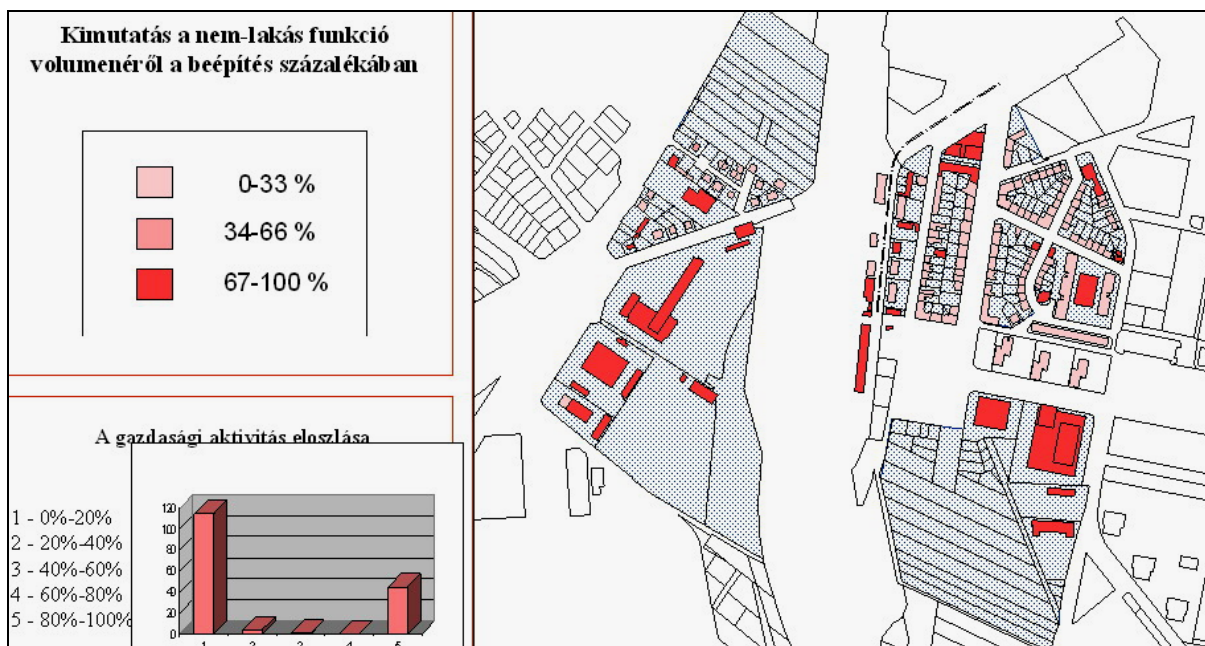 Kimutatás a nem-lakás funkció
volumenéről a beépítés százalékában
0-33 %
34-66 %
67-100 %
A gazdasági aktivitás eloszlása
1 - 0%-20%
2 - 20%-40%
3 - 40%-60%
4 - 60%-80%
5 - 80%-100%
120
100
80
60
40
20
0
1 2 3 4 5